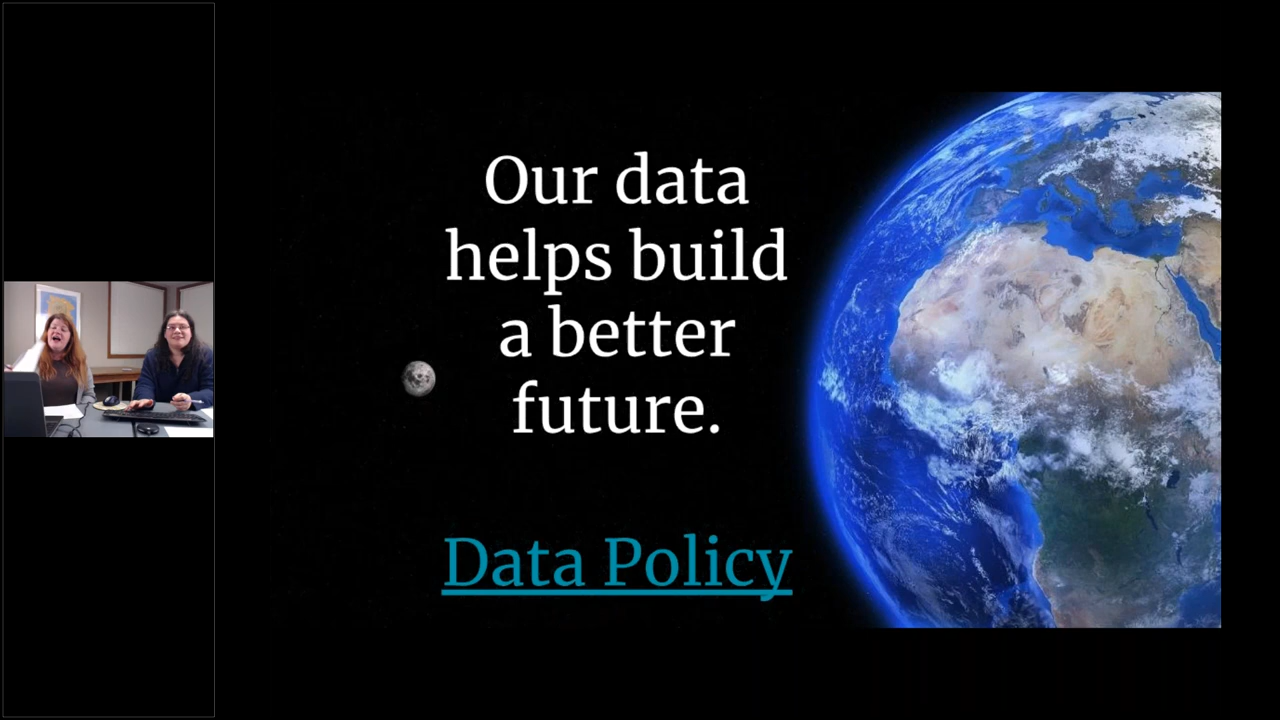 Our data
helps build
a better
future.
Data Policy